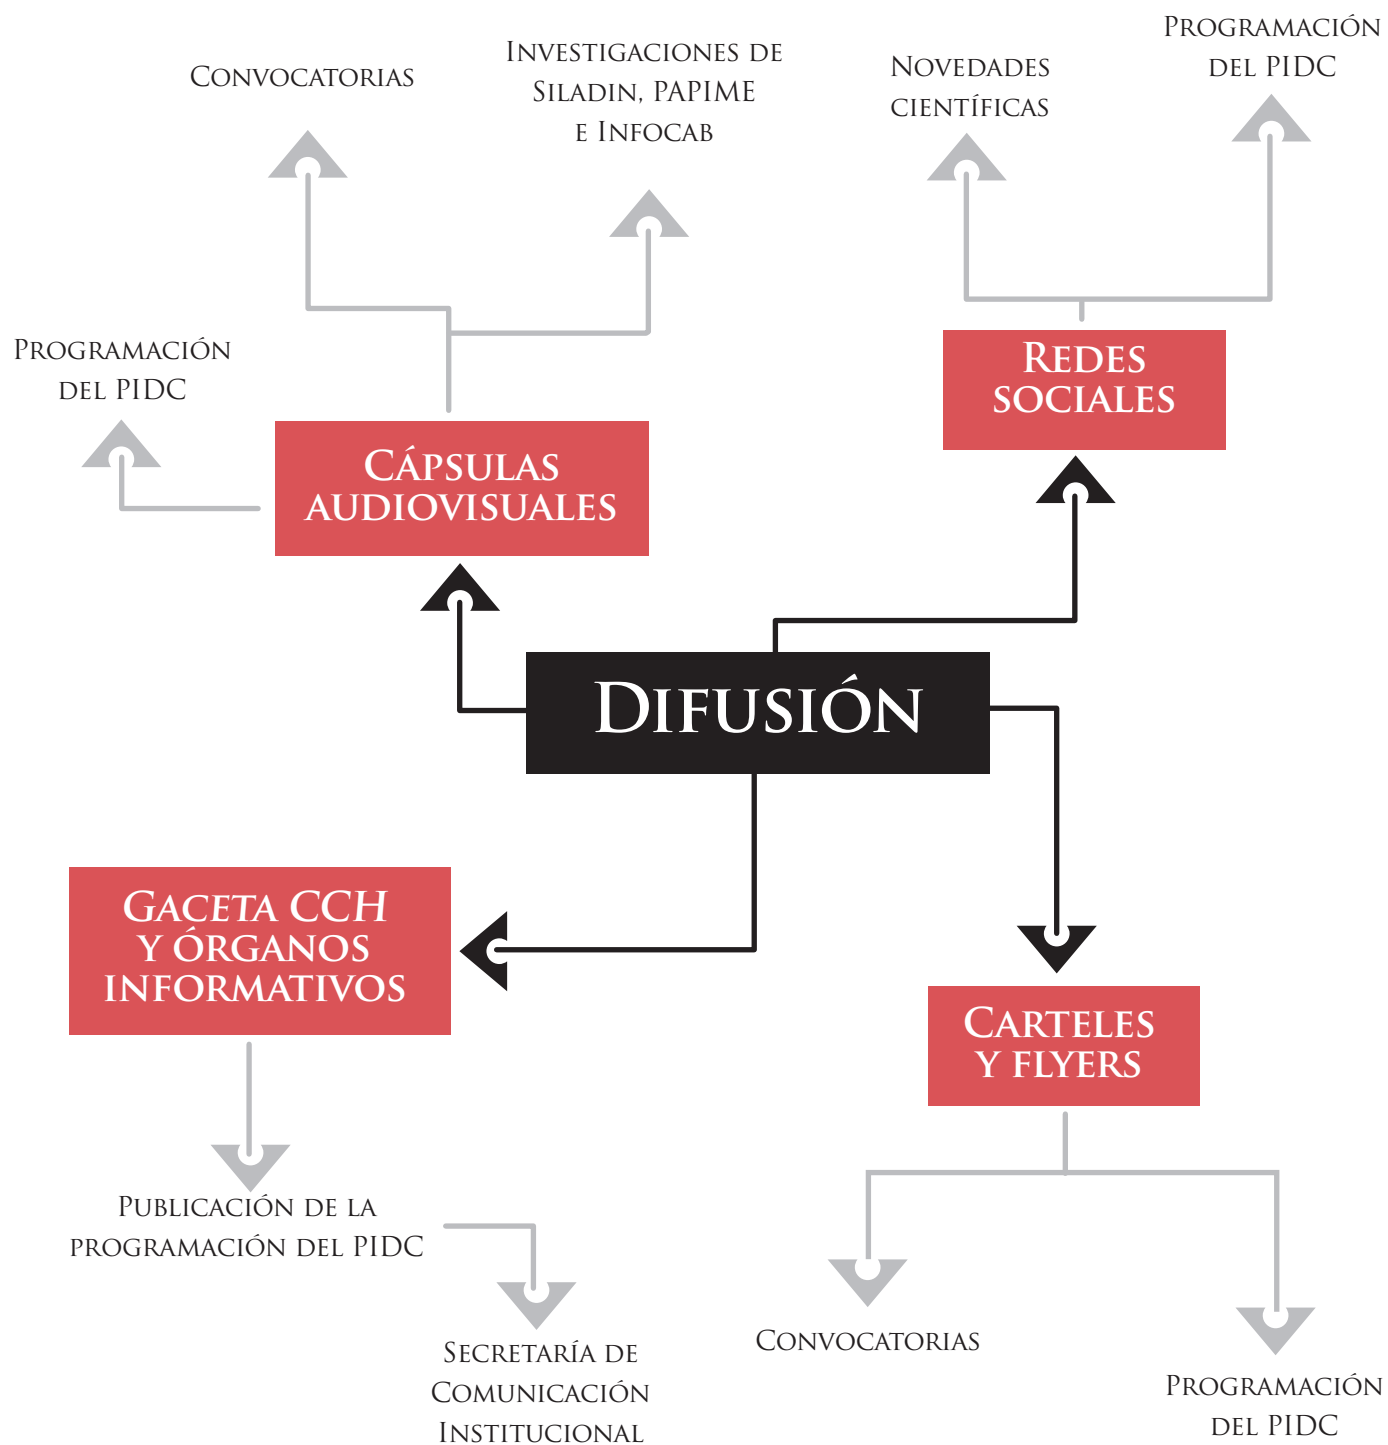 Convocatorias
Investigaciones de
Siladin, PAPIME
e Infocab
Novedades
científicas
Programación
del PIDC
Programación
del PIDC
Cápsulas
audiovisuales
Redes
sociales
Difusión
Gaceta CCH
y órganos
informativos
Carteles
y flyers
Publicación de la
programación del PIDC
Secretaría de
Comunicación
Institucional
Convocatorias
Programación
del PIDC